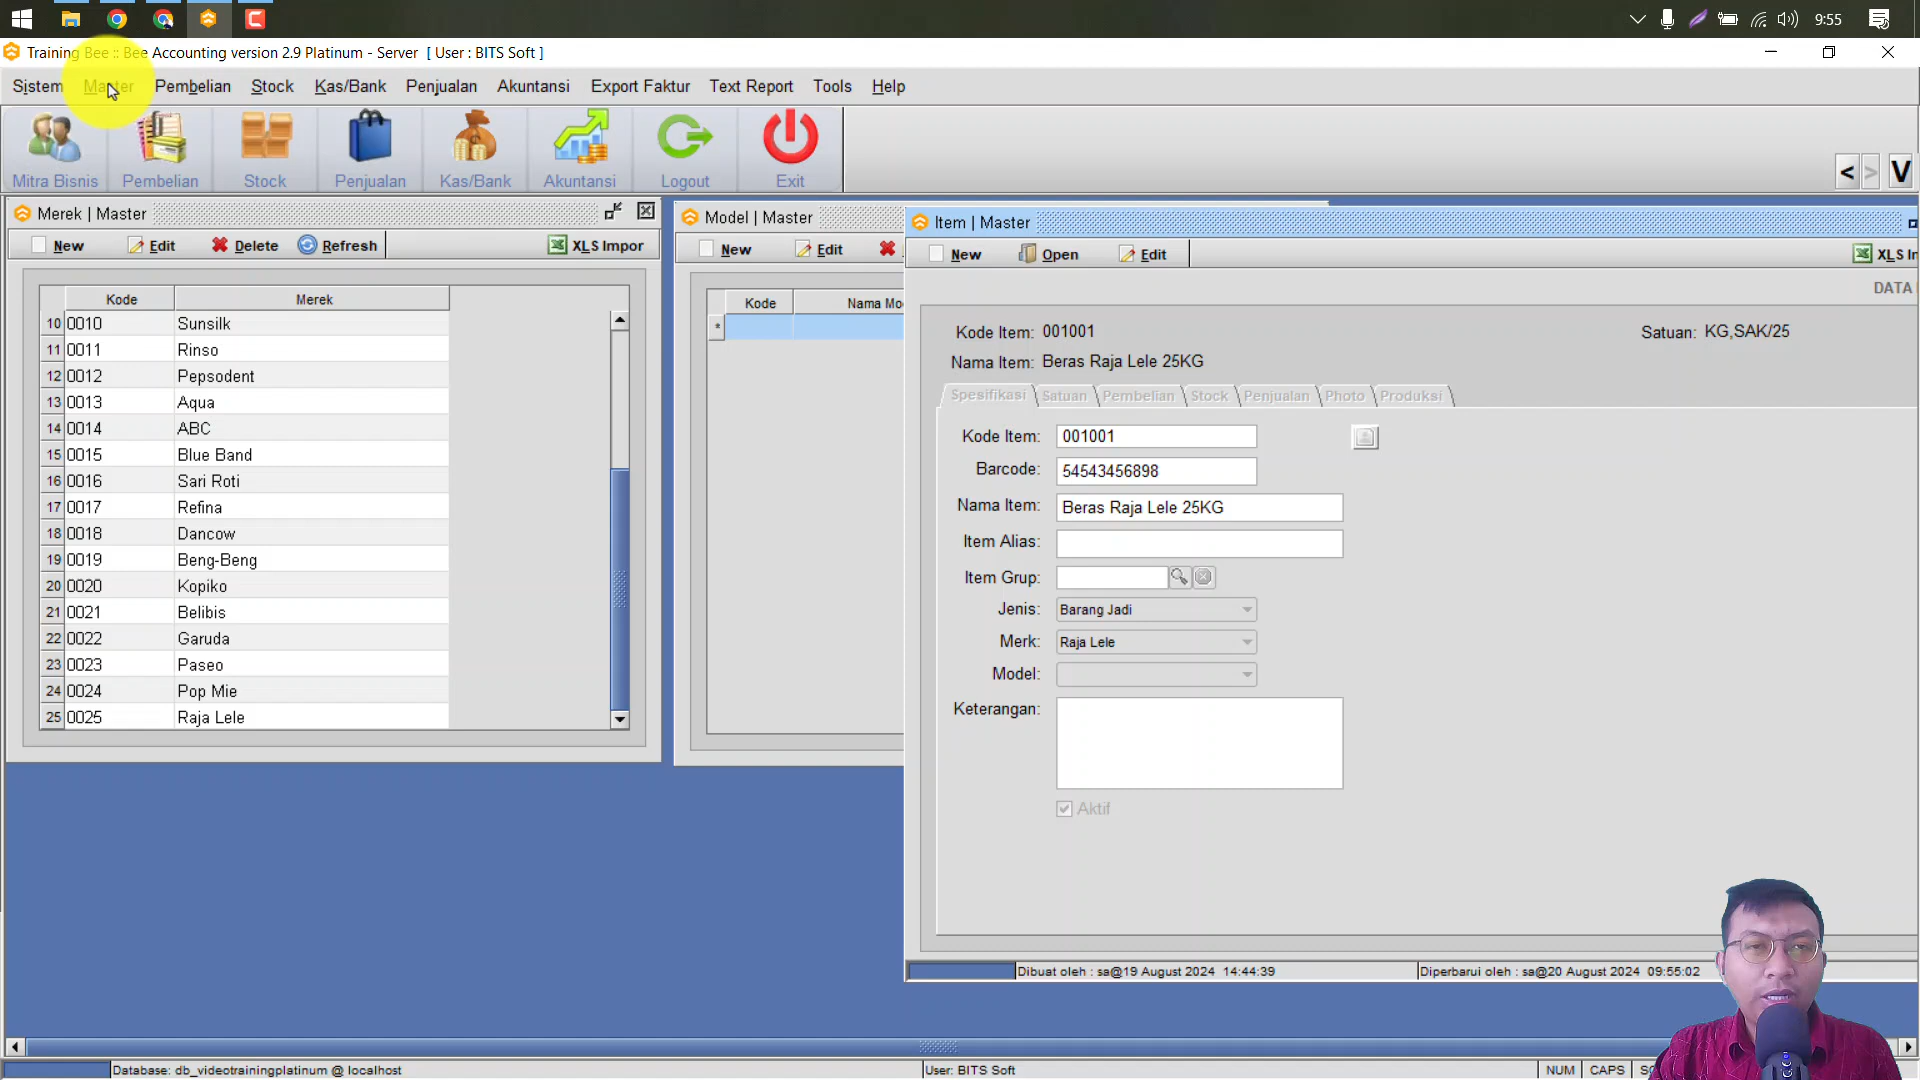 9:55
Training Bee :: Bee Accounting version 2.9 Platinum - Server [ User : BITS Soft ]
Sistem Master Pembelian Stock Kas/Bank Penjualan Akuntansi Export Faktur Text Report Tools Help
Mitra Bisnis Pembelian Stock Penjualan Kas/Bank Akuntansi Logout Exit
< > V
Merek | Master
New Edit Delete Refresh XLS Impor
Kode Merek
10 0010 Sunsilk
11 0011 Rinso
12 0012 Pepsodent
13 0013 Aqua
14 0014 ABC
15 0015 Blue Band
16 0016 Sari Roti
17 0017 Refina
18 0018 Dancow
19 0019 Beng-Beng
20 0020 Kopiko
21 0021 Belibis
22 0022 Garuda
23 0023 Paseo
24 0024 Pop Mie
25 0025 Raja Lele
Model | Master
New Edit
Kode Nama Mo
*
Item | Master
New Open Edit XLS Im
DATA
Kode Item: 001001 Satuan: KG,SAK/25
Nama Item: Beras Raja Lele 25KG
Spesifikasi Satuan Pembelian Stock Penjualan Photo Produksi
Kode Item: 001001
Barcode: 54543456898
Nama Item: Beras Raja Lele 25KG
Item Alias:
Item Grup:
Jenis: Barang Jadi
Merk: Raja Lele
Model:
Keterangan:
Aktif
Dibuat oleh : sa@19 August 2024 14:44:39 Diperbarui oleh : sa@20 August 2024 09:55:02
Database: db_videotrainingplatinum @ localhost User: BITS Soft NUM CAPS